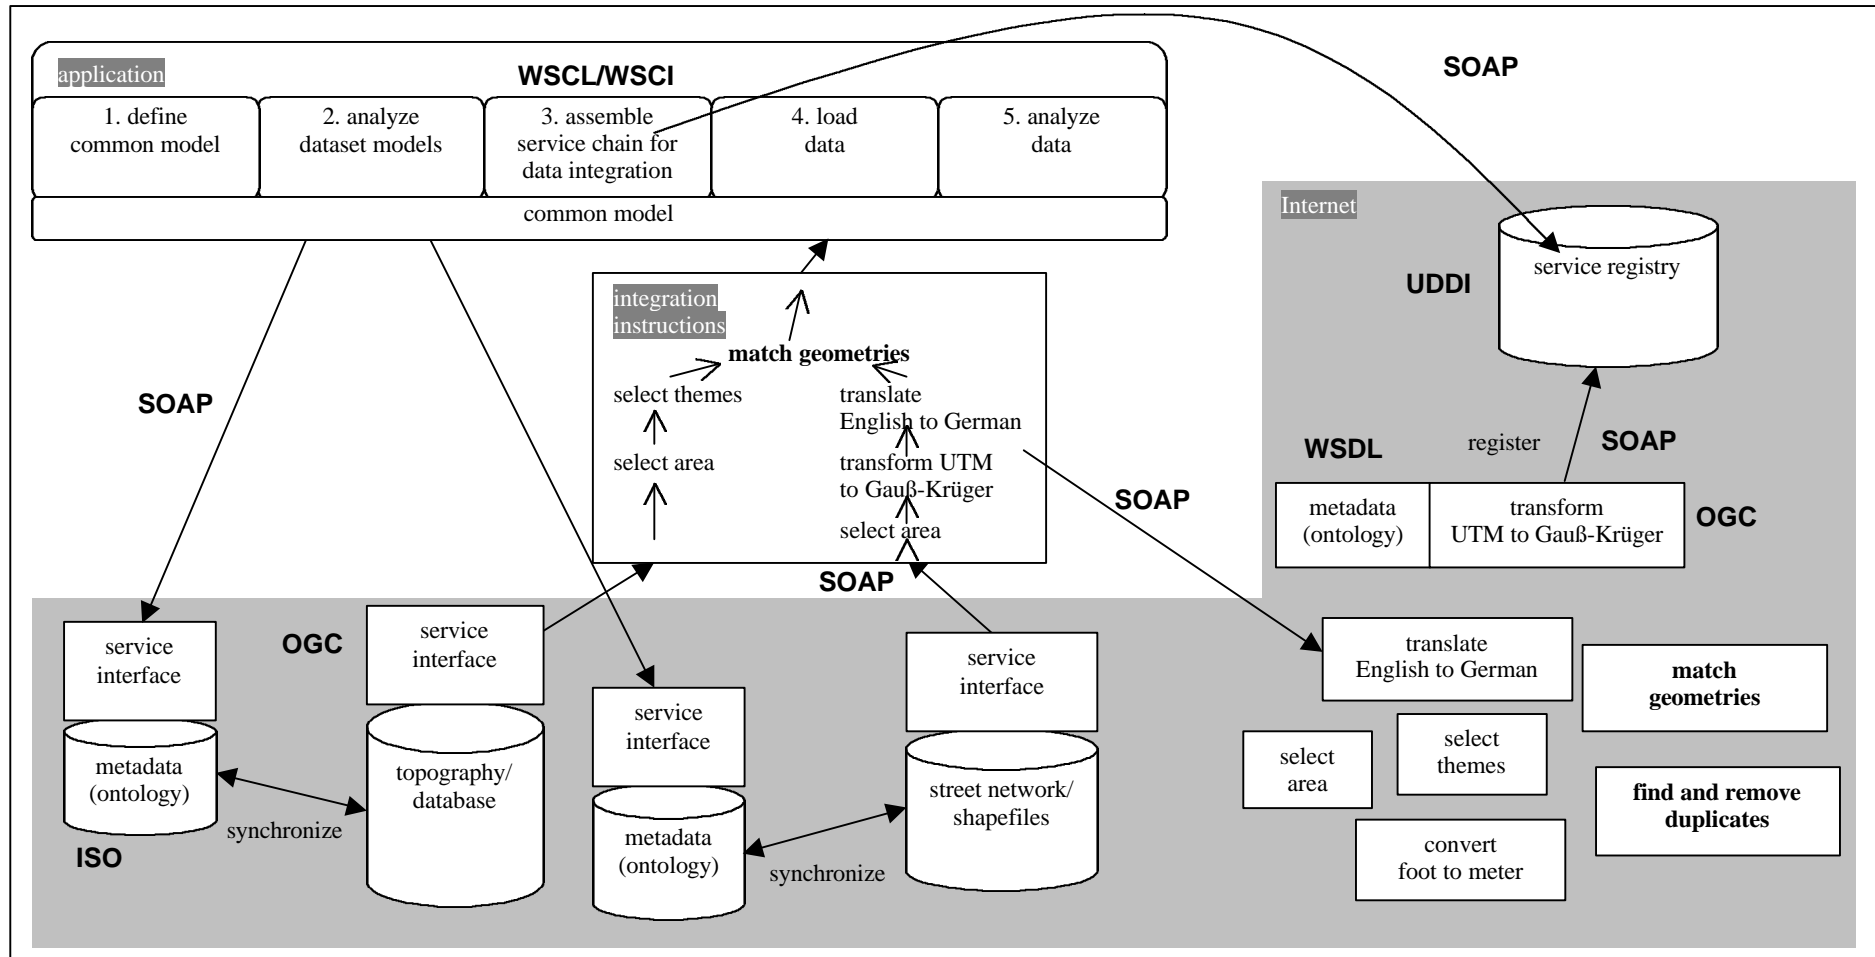 application
WSCL/WSCI
SOAP
1. define
common model
2. analyze
dataset models
3. assemble
service chain for
data integration
4. load
data
5. analyze
data
common model
Internet
service registry
UDDI
integration
instructions
match geometries
select themes
select area
translate
English to German
transform UTM
to Gauß-Krüger
select area
SOAP
SOAP
SOAP
WSDL
register
SOAP
metadata
(ontology)
transform
UTM to Gauß-Krüger
OGC
service
interface
metadata
(ontology)
ISO
synchronize
OGC
service
interface
topography/
database
service
interface
metadata
(ontology)
synchronize
service
interface
street network/
shapefiles
translate
English to German
match
geometries
select
area
select
themes
find and remove
duplicates
convert
foot to meter